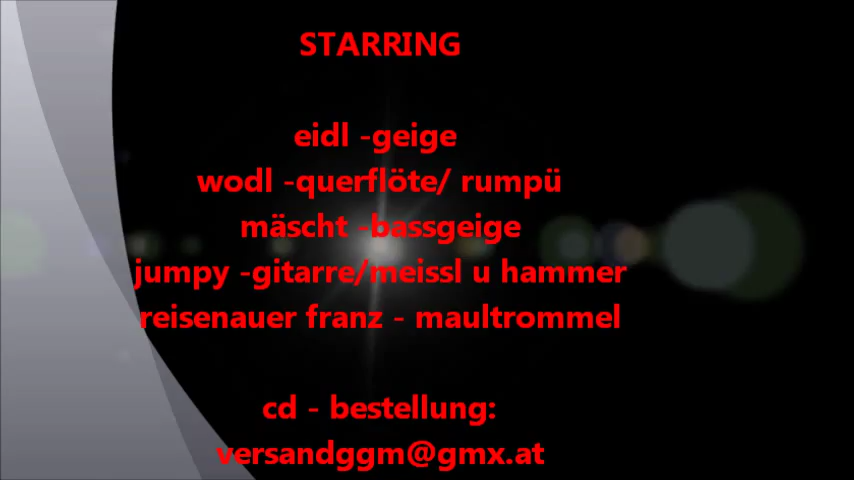 STARRING
eidl -geige
wodl -querflöte/ rumpü
mäscht -bassgeige
jumpy -gitarre/meissl u hammer
reisenauer franz - maultrommel
cd - bestellung:
versandggm@gmx.at